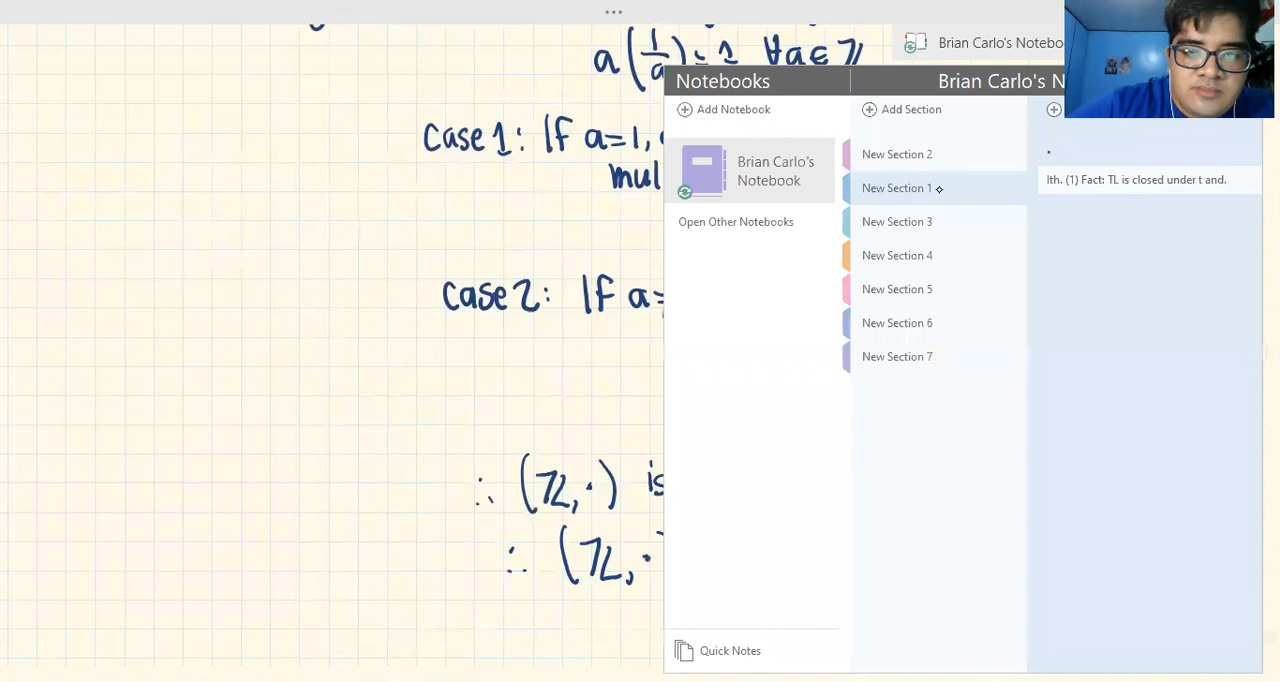 a(1/a)=1 ∀a∈ℤ
Case 1: If a=1,
mul
Case 2: If a=
∴ (ℤ,·) is
∴ (ℤ,·
Brian Carlo's Notebo
Notebooks
Brian Carlo's N
Add Notebook
Add Section
Brian Carlo's
Notebook
Open Other Notebooks
New Section 2
New Section 1
New Section 3
New Section 4
New Section 5
New Section 6
New Section 7
Ith. (1) Fact: TL is closed under t and.
Quick Notes